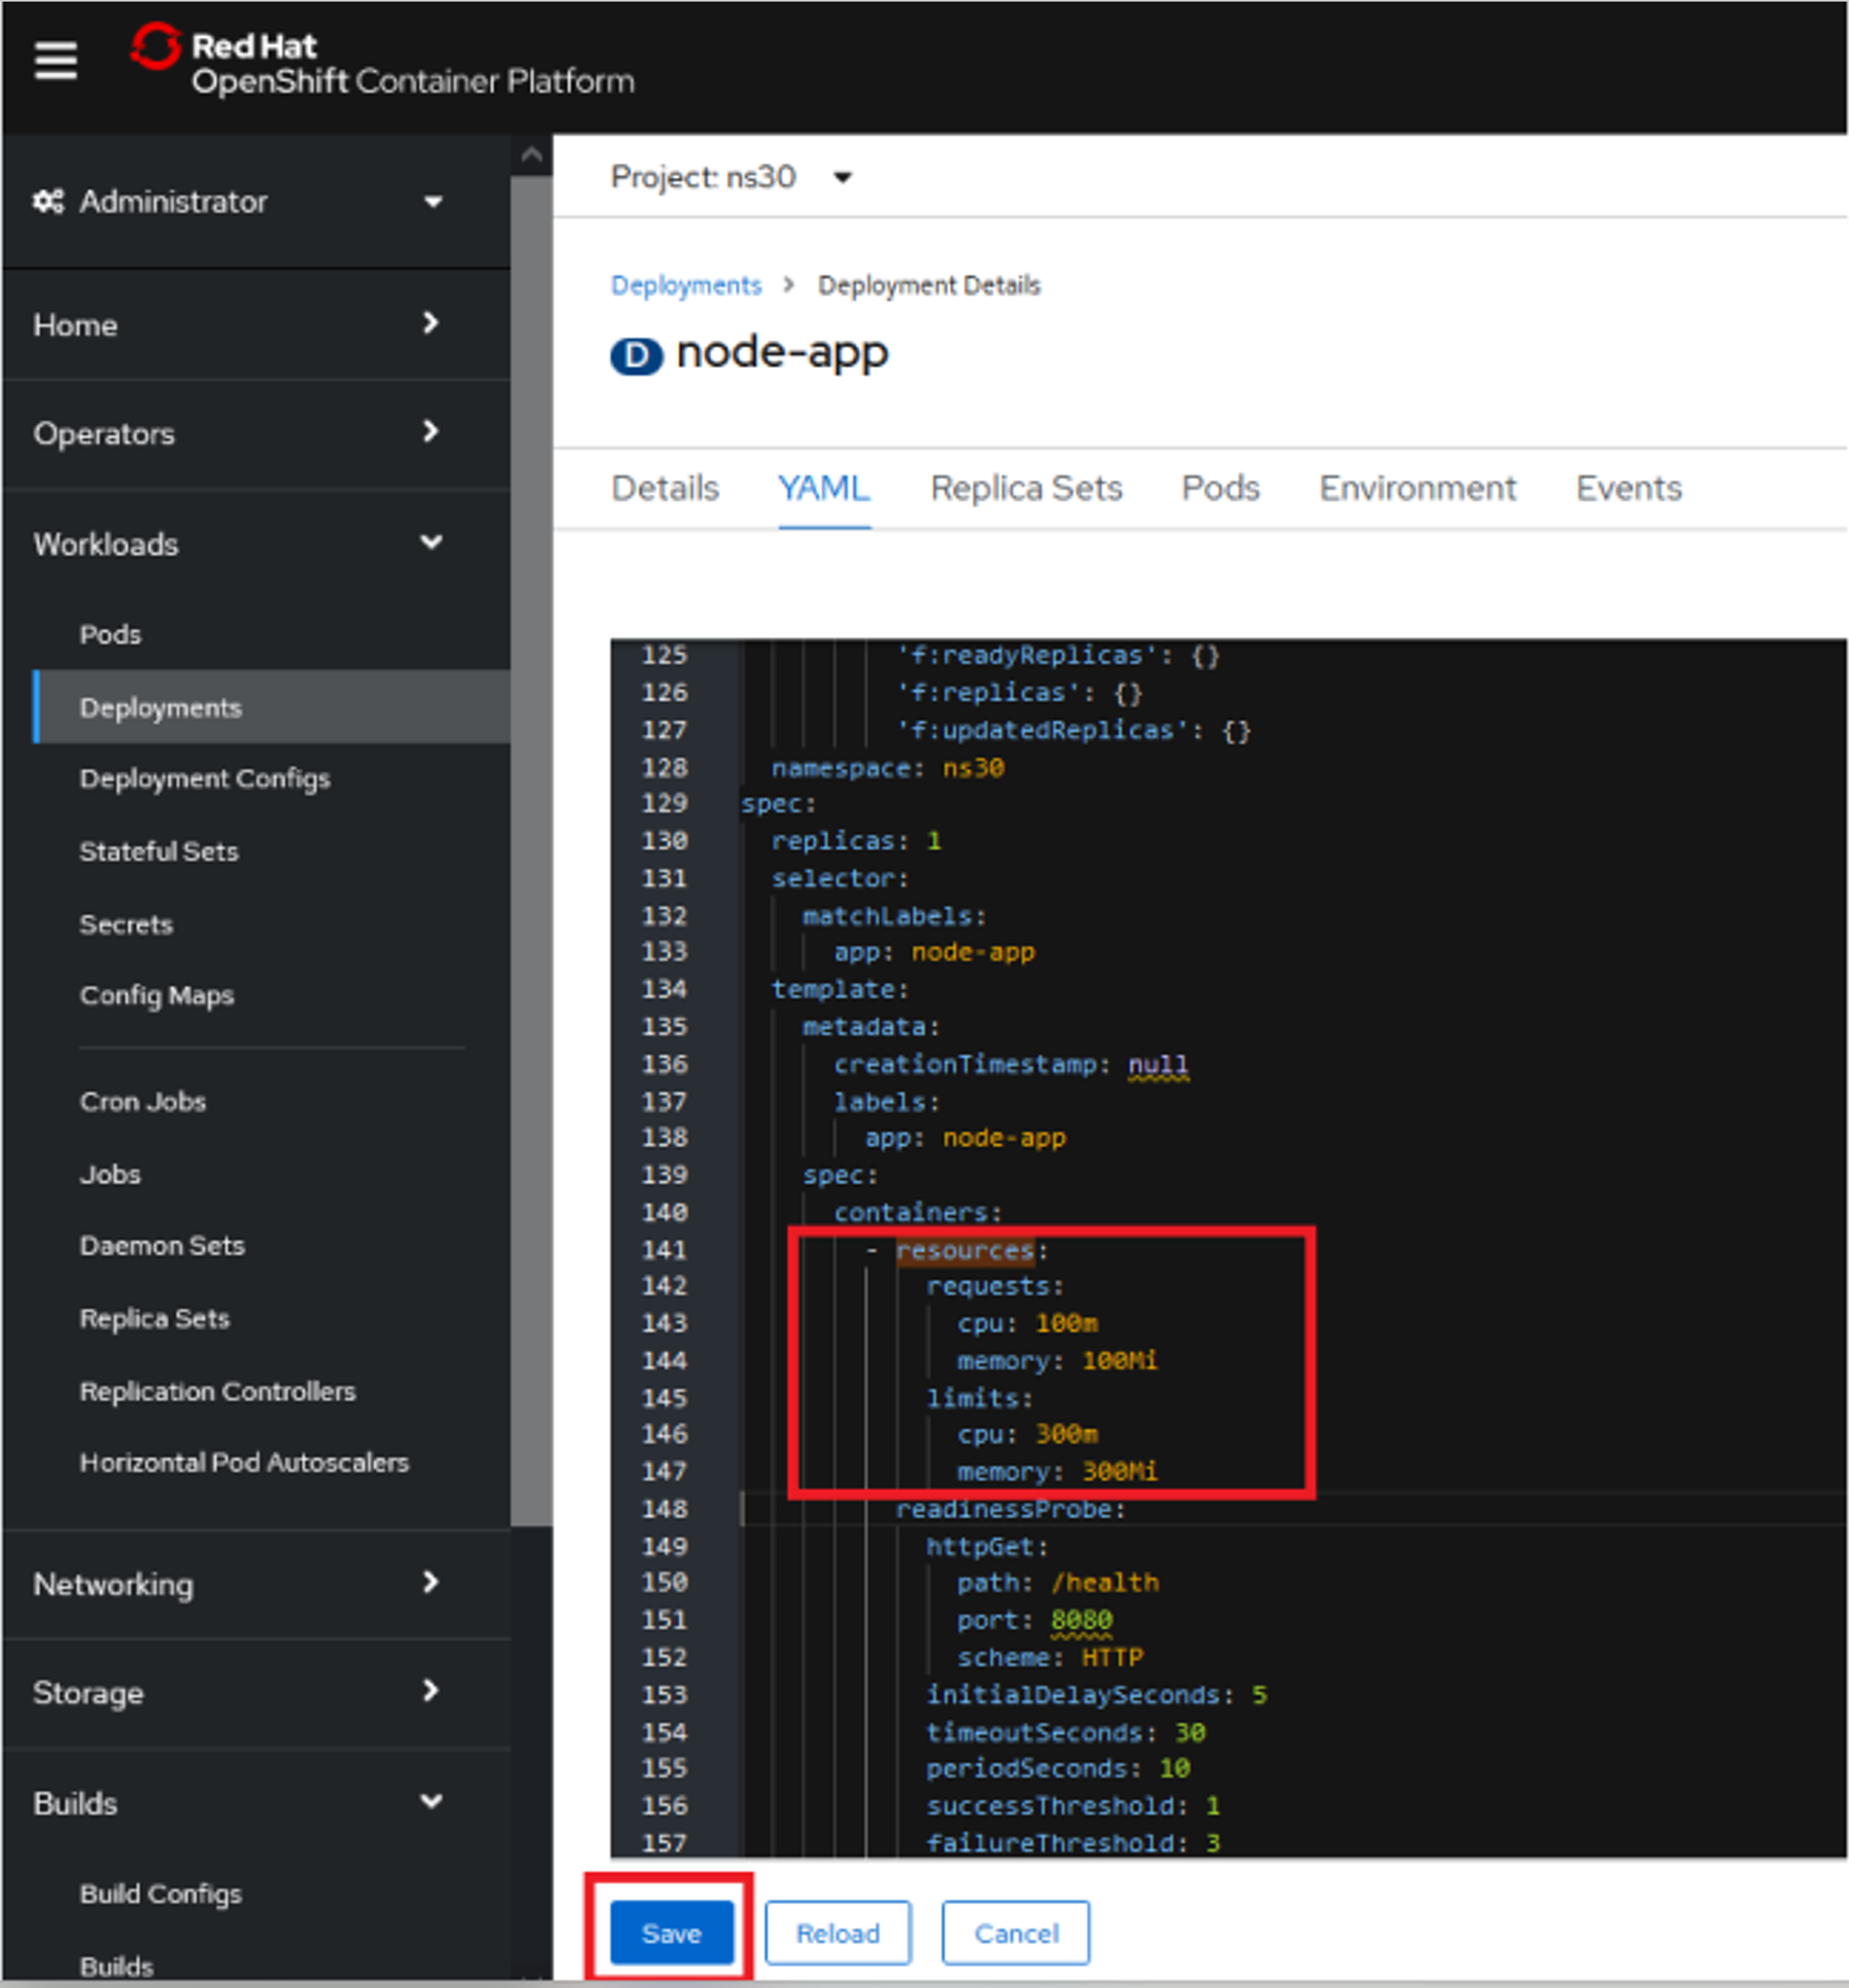 Red Hat
OpenShift Container Platform
Administrator
Home
Operators
Workloads
Pods
Deployments
Deployment Configs
Stateful Sets
Secrets
Config Maps
Cron Jobs
Jobs
Daemon Sets
Replica Sets
Replication Controllers
Horizontal Pod Autoscalers
Networking
Storage
Builds
Build Configs
Builds
Project: ns30
Deployments > Deployment Details
D node-app
Details YAML Replica Sets Pods Environment Events
125 'f:readyReplicas': {}
126 'f:replicas': {}
127 'f:updatedReplicas': {}
128 namespace: ns30
129 spec:
130 replicas: 1
131 selector:
132 matchLabels:
133 app: node-app
134 template:
135 metadata:
136 creationTimestamp: null
137 labels:
138 app: node-app
139 spec:
140 containers:
141 - resources:
142 requests:
143 cpu: 100m
144 memory: 100Mi
145 limits:
146 cpu: 300m
147 memory: 300Mi
148 readinessProbe:
149 httpGet:
150 path: /health
151 port: 8080
152 scheme: HTTP
153 initialDelaySeconds: 5
154 timeoutSeconds: 30
155 periodSeconds: 10
156 successThreshold: 1
157 failureThreshold: 3
Save Reload Cancel